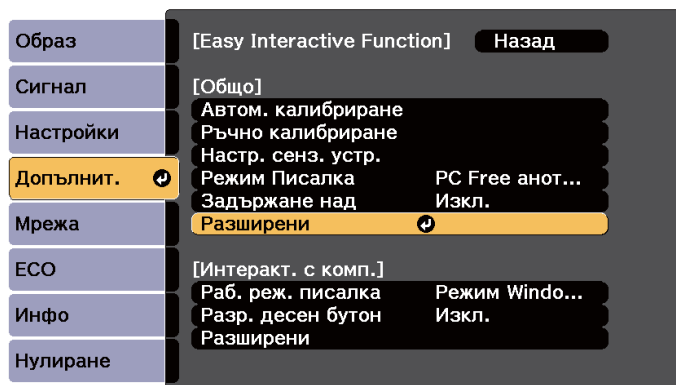 Образ
Сигнал
Настройки
Допълнит.
Мрежа
ECO
Инфо
Нулиране
[Easy Interactive Function] Назад
[Общо]
Автом. калибриране
Ръчно калибриране
Настр. сенз. устр.
Режим Писалка PC Free анот...
Задържане над Изкл.
Разширени
[Интеракт. с комп.]
Раб. реж. писалка Режим Windo...
Разр. десен бутон Изкл.
Разширени